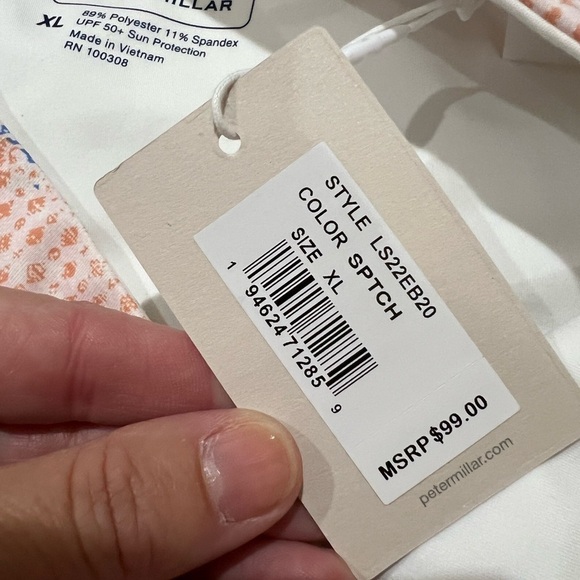 MILLAR
XL
89% Polyester 11% Spandex
UPF 50+ Sun Protection
Made in Vietnam
RN 100308
STYLE LS22EB20
COLOR SPTCH
SIZE XL
1 94624 71285 9
MSRP $99.00
petermillar.com